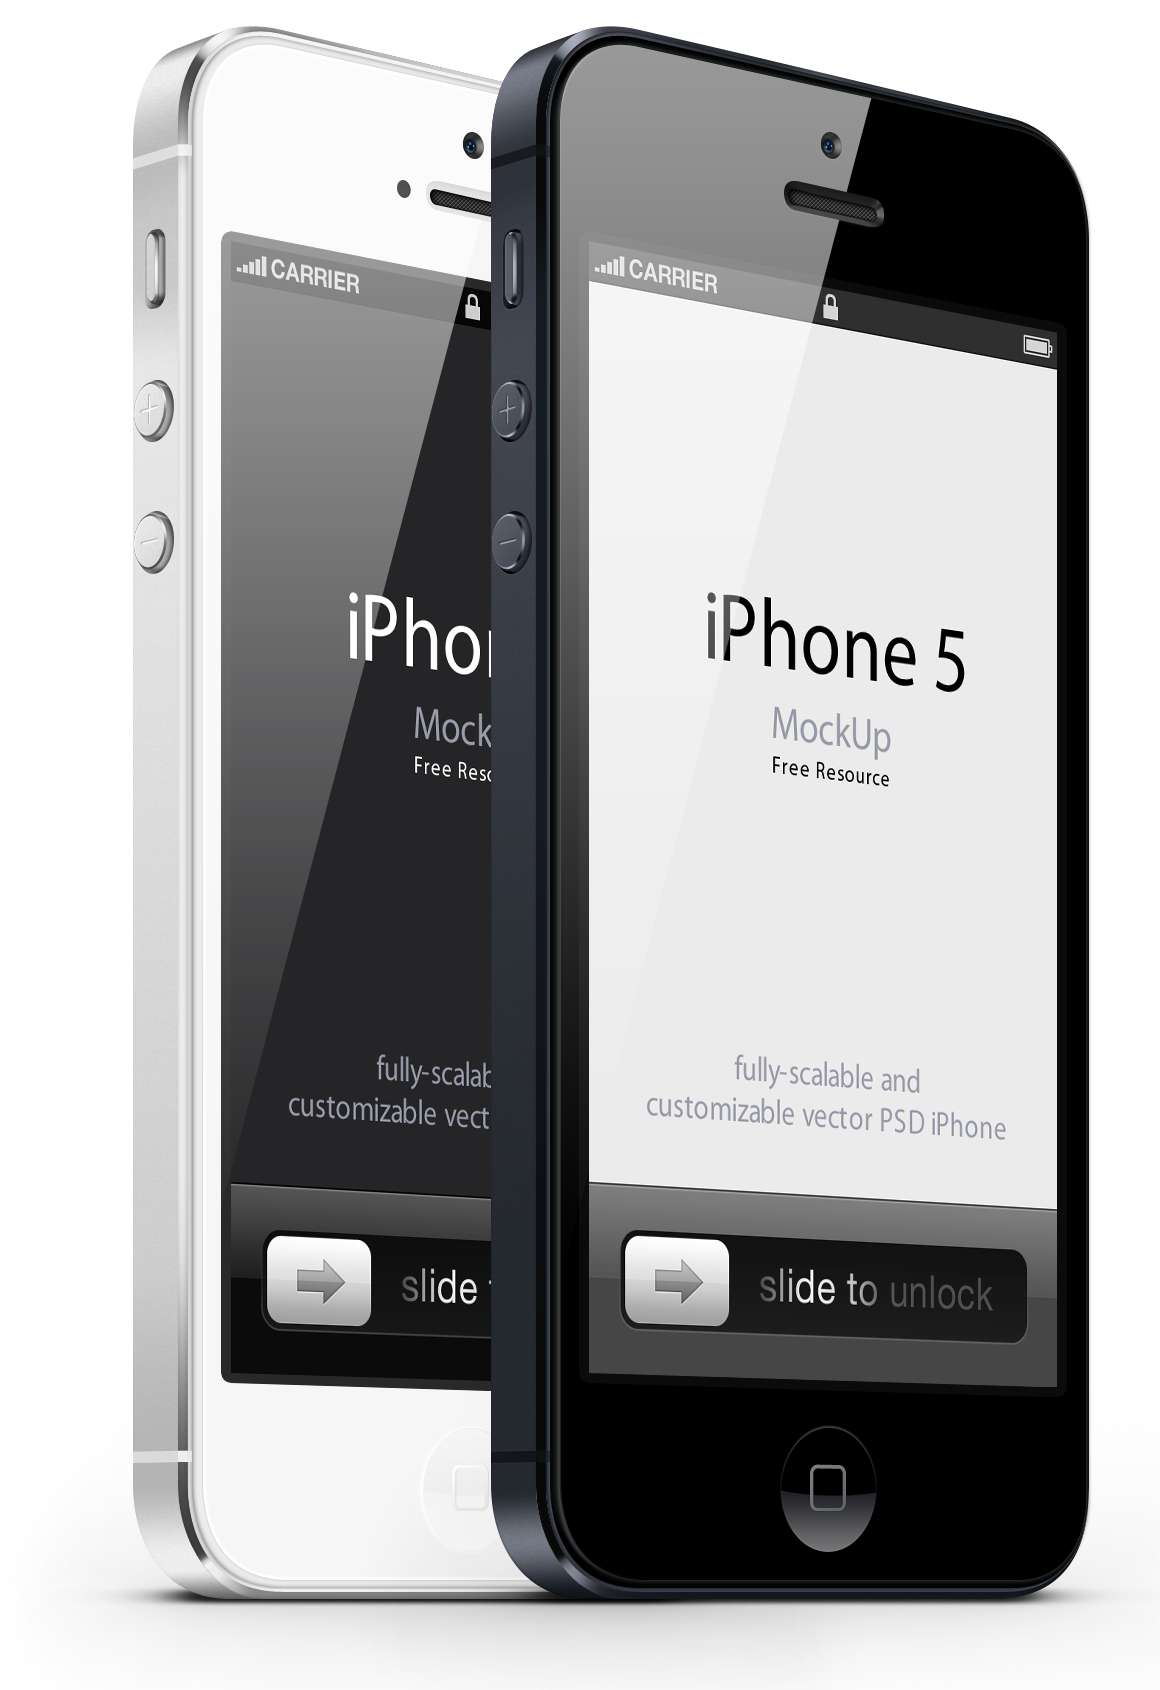 CARRIER
iPho
Mock
Free Reso
fully-scalab
customizable vect
slide t
CARRIER
iPhone 5
MockUp
Free Resource
fully-scalable and
customizable vector PSD iPhone
slide to unlock